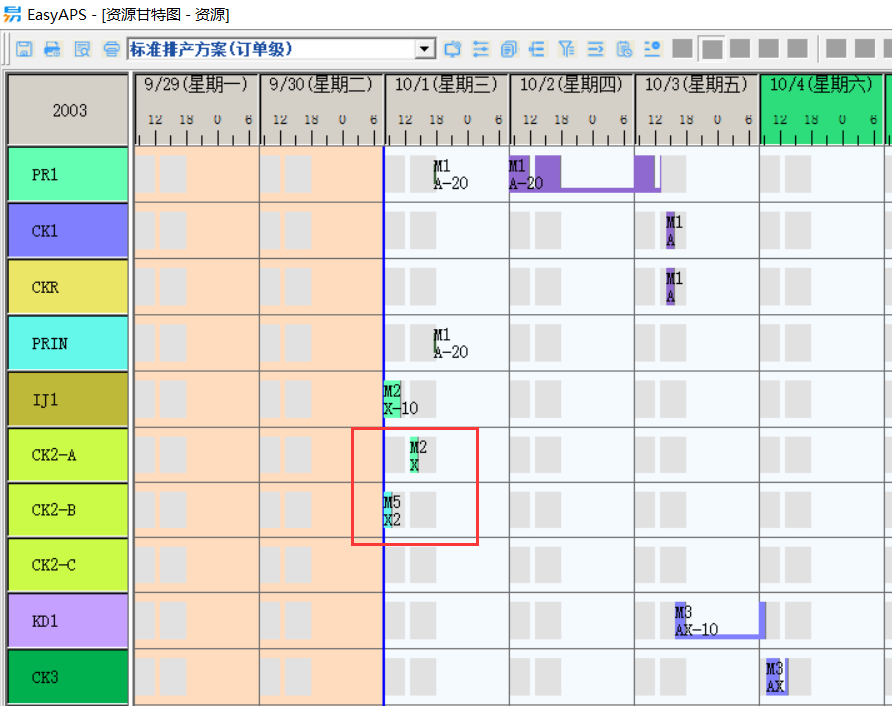 EasyAPS - [资源甘特图 - 资源]
标准排产方案(订单级)
2003
9/29(星期一) 9/30(星期二) 10/1(星期三) 10/2(星期四) 10/3(星期五) 10/4(星期六)
12 18 0 6 12 18 0 6 12 18 0 6 12 18 0 6 12 18 0 6 12 18 0 6
PR1
M1
A-20
M1
A-20
CK1
M1
A
CKR
M1
A
PRIN
M1
A-20
IJ1
M2
X-10
CK2-A
M2
X
CK2-B
M5
X2
CK2-C
KD1
M3
AX-10
CK3
M3
AX